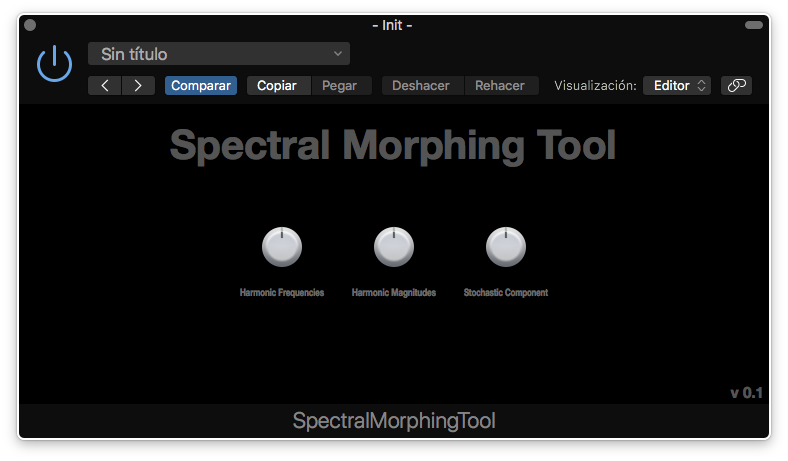 - Init -
Sin título
Comparar Copiar Pegar Deshacer Rehacer Visualización: Editor
Spectral Morphing Tool
Harmonic Frequencies Harmonic Magnitudes Stochastic Component
v 0.1
SpectralMorphingTool